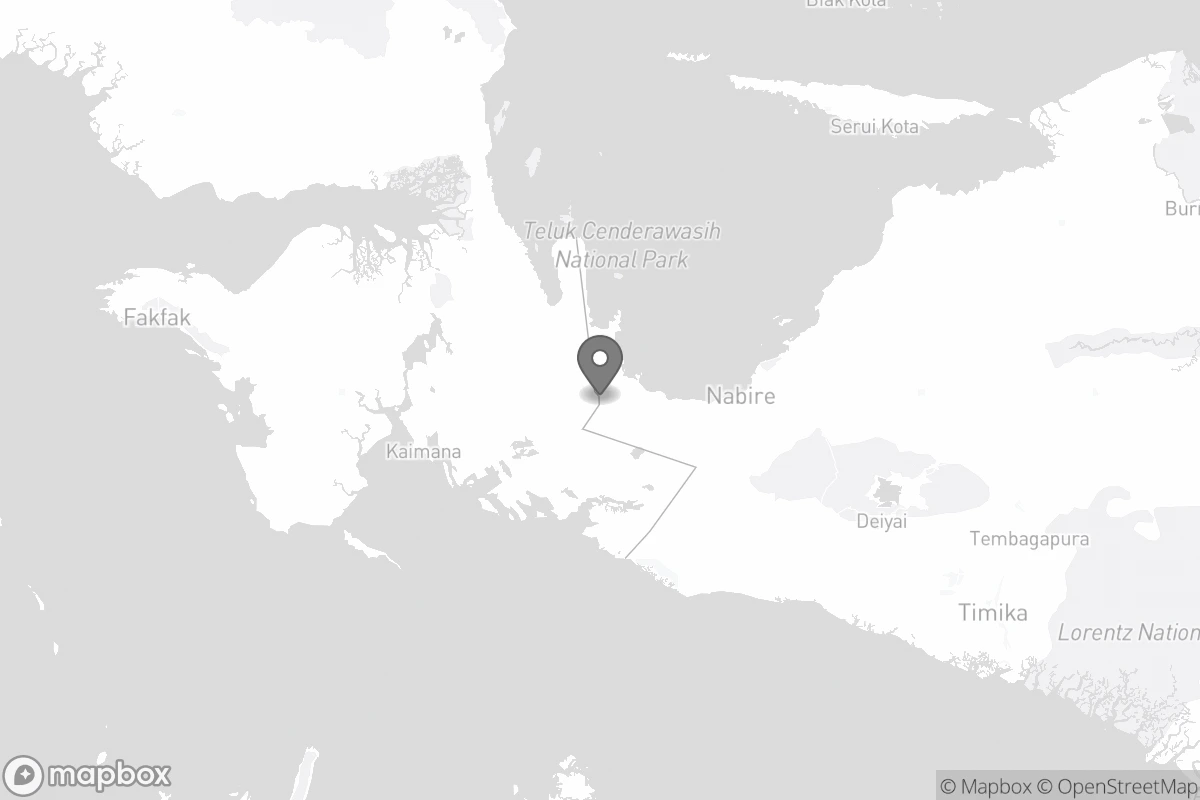 Biak Kota
Serui Kota
Burr
Teluk Cenderawasih
National Park
Fakfak
Nabire
Kaimana
Deiyai
Tembagapura
Timika
Lorentz Nation
mapbox
© Mapbox © OpenStreetMap